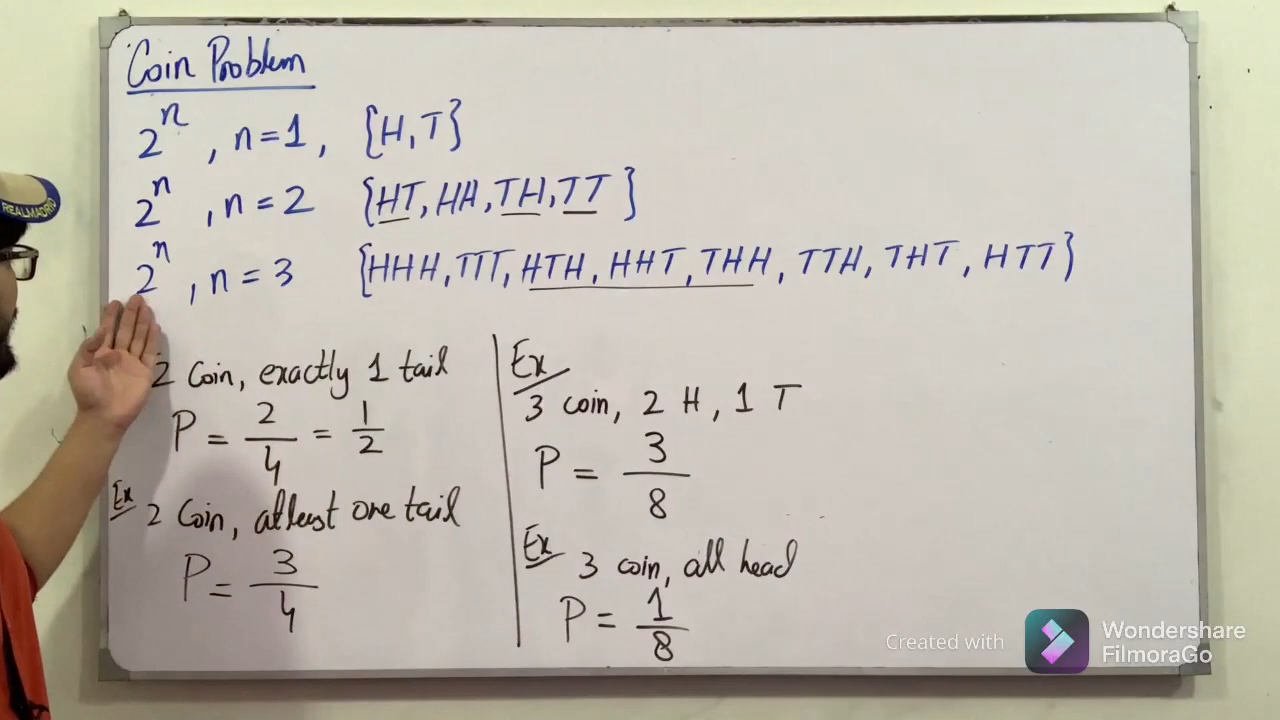 Coin Problem
2^n , n=1, {H,T}
2^n , n=2 {HT,HH,TH,TT}
2^n , n=3 {HHH,TTT,HTH,HHT,THH,TTH,THT,HTT}
2 Coin, exactly 1 tail
P = 2/4 = 1/2
Ex
2 Coin, atleast one tail
P = 3/4
Ex
3 coin, 2 H, 1 T
P = 3/8
Ex
3 coin, all head
P = 1/8
REALMADRI
Created with
Wondershare
FilmoraGo